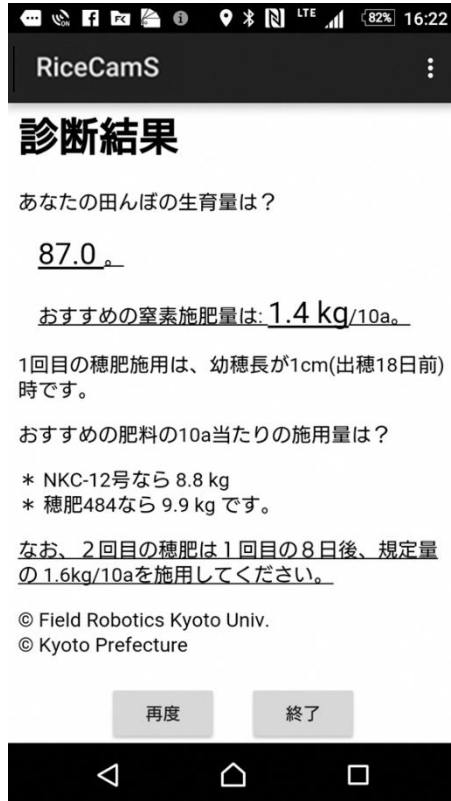 LTE 82% 16:22
RiceCamS
診断結果
あなたの田んぼの生育量は？
87.0 。
おすすめの窒素施肥量は: 1.4 kg/10a。
1回目の穂肥施用は、幼穂長が1cm(出穂18日前)
時です。
おすすめの肥料の10a当たりの施用量は？
＊ NKC-12号なら 8.8 kg
＊ 穂肥484なら 9.9 kg です。
なお、２回目の穂肥は１回目の８日後、規定量
の 1.6kg/10aを施用してください。
© Field Robotics Kyoto Univ.
© Kyoto Prefecture
再度 終了